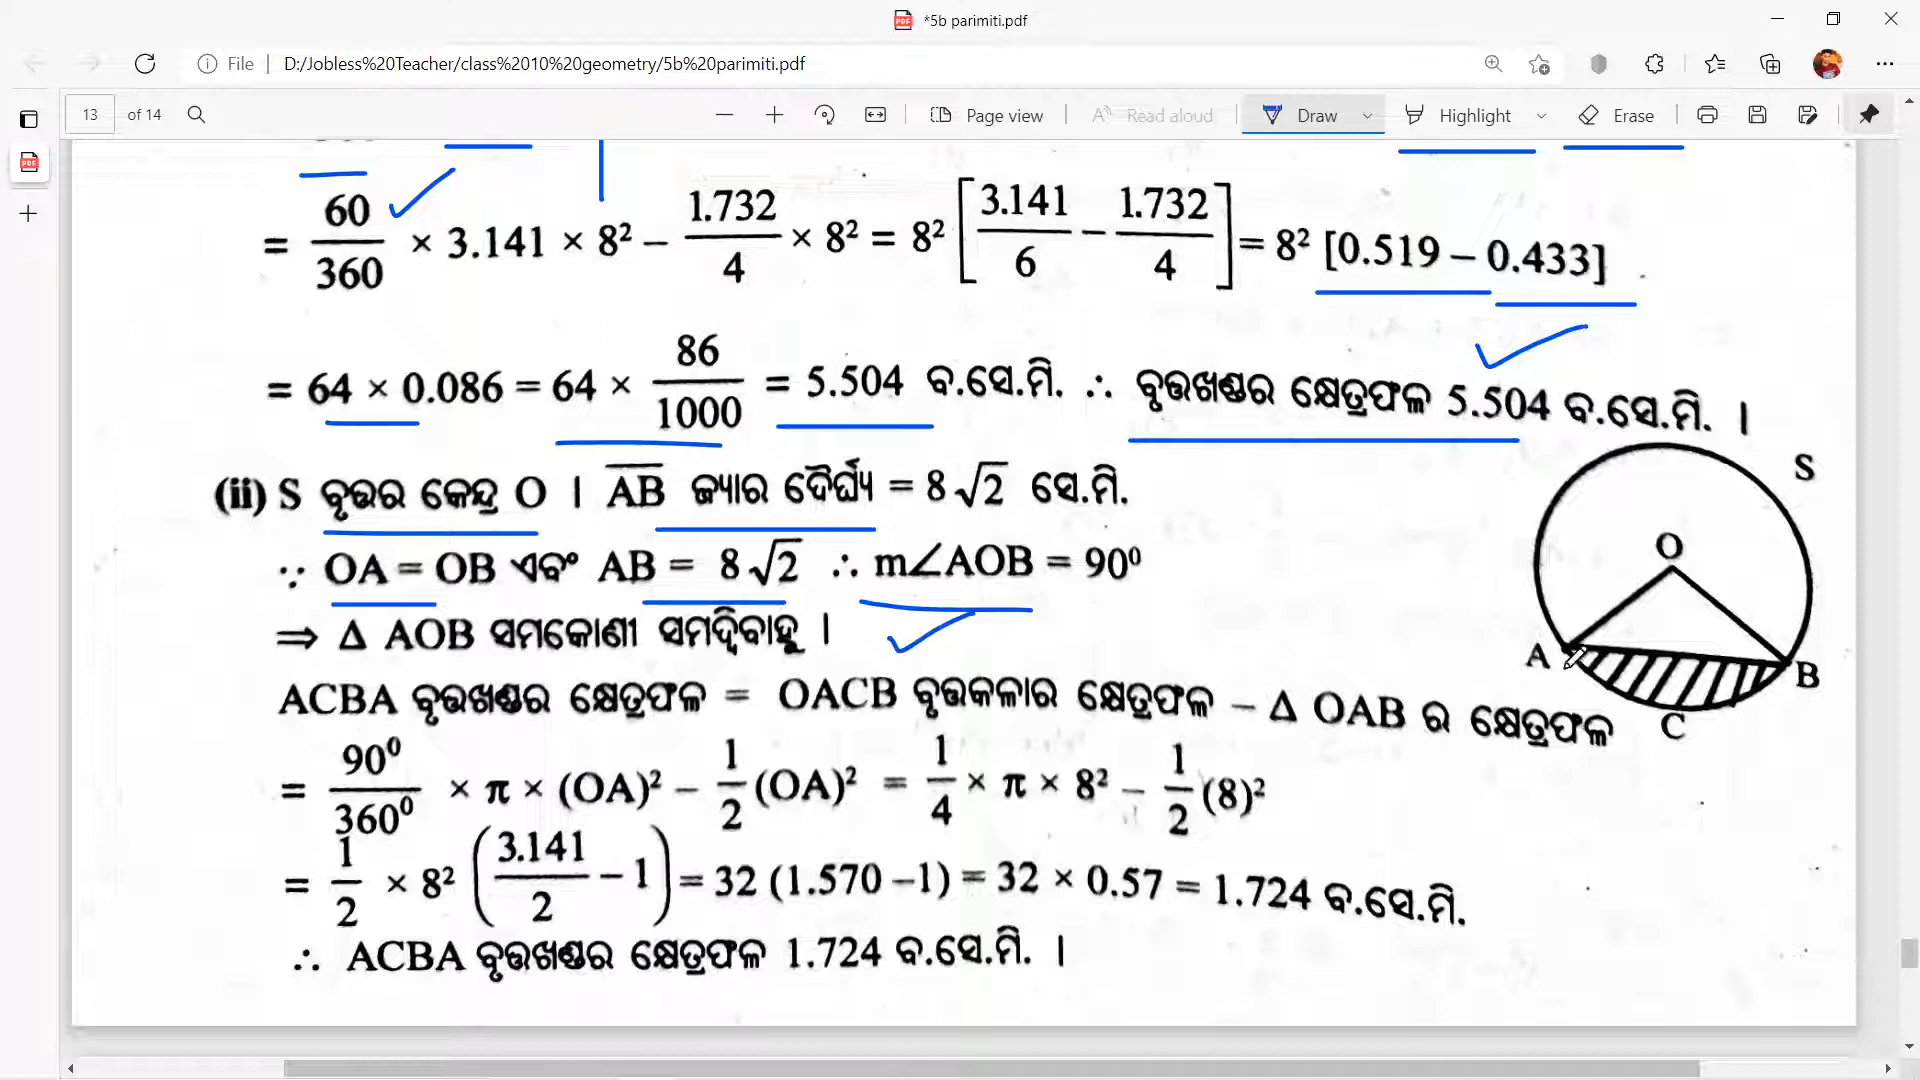 *5b parimiti.pdf
File | D:/Jobless%20Teacher/class%2010%20geometry/5b%20parimiti.pdf
13 of 14 Page view Read aloud Draw Highlight Erase
= 60/360 × 3.141 × 8² – 1.732/4 × 8² = 8² [3.141/6 – 1.732/4] = 8² [0.519 – 0.433]
= 64 × 0.086 = 64 × 86/1000 = 5.504 ବ.ସେ.ମି. ∴ ବୃତ୍ତଖଣ୍ଡର କ୍ଷେତ୍ରଫଳ 5.504 ବ.ସେ.ମି. ।
(ii) S ବୃତ୍ତର କେନ୍ଦ୍ର O । A͞B͞ ଜ୍ୟାର ଦୈର୍ଘ୍ୟ = 8√2 ସେ.ମି.
∵ OA = OB ଏବଂ AB = 8√2 ∴ m∠AOB = 90⁰
⇒ Δ AOB ସମକୋଣୀ ସମଦ୍ୱିବାହୁ ।
ACBA ବୃତ୍ତଖଣ୍ଡର କ୍ଷେତ୍ରଫଳ = OACB ବୃତ୍ତକଳାର କ୍ଷେତ୍ରଫଳ – Δ OAB ର କ୍ଷେତ୍ରଫଳ
= 90⁰/360⁰ × π × (OA)² – 1/2 (OA)² = 1/4 × π × 8² – 1/2 (8)²
= 1/2 × 8² (3.141/2 – 1) = 32 (1.570 –1) = 32 × 0.57 = 1.724 ବ.ସେ.ମି.
∴ ACBA ବୃତ୍ତଖଣ୍ଡର କ୍ଷେତ୍ରଫଳ 1.724 ବ.ସେ.ମି. ।
S
O
A
B
C